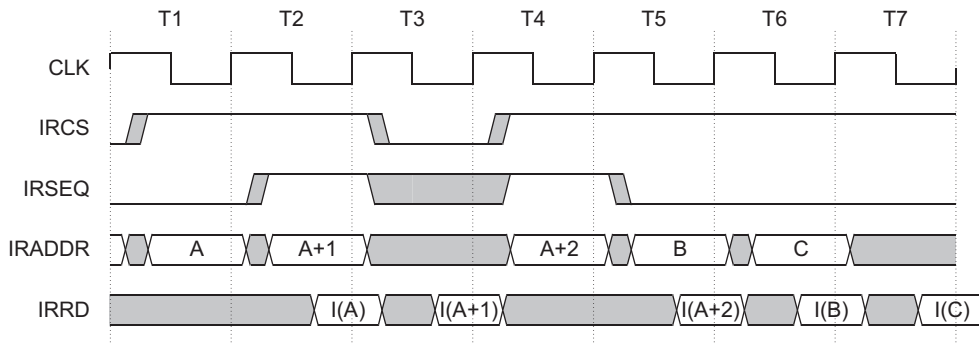 T1 T2 T3 T4 T5 T6 T7
CLK
IRCS
IRSEQ
IRADDR A A+1 A+2 B C
IRRD I(A) I(A+1) I(A+2) I(B) I(C)